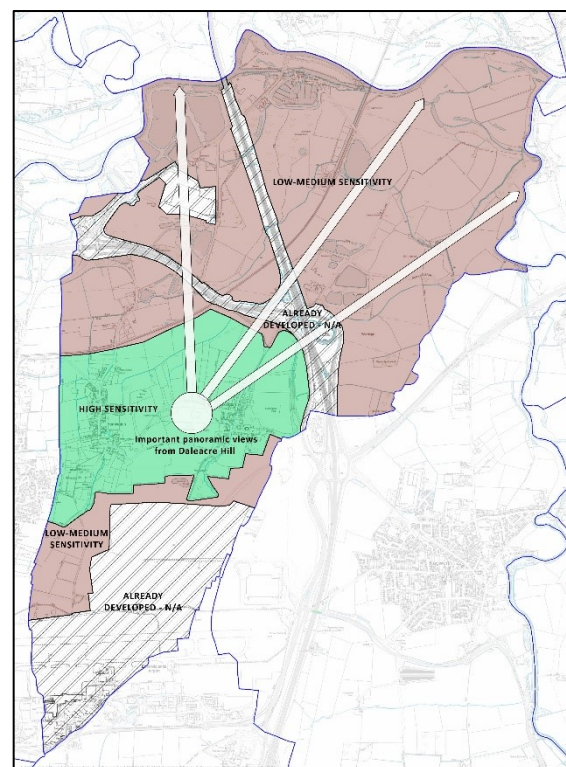 LOW-MEDIUM SENSITIVITY
ALREADY
DEVELOPED - N/A
HIGH SENSITIVITY
Important panoramic views
from Daleacre Hill
LOW-MEDIUM
SENSITIVITY
ALREADY
DEVELOPED - N/A